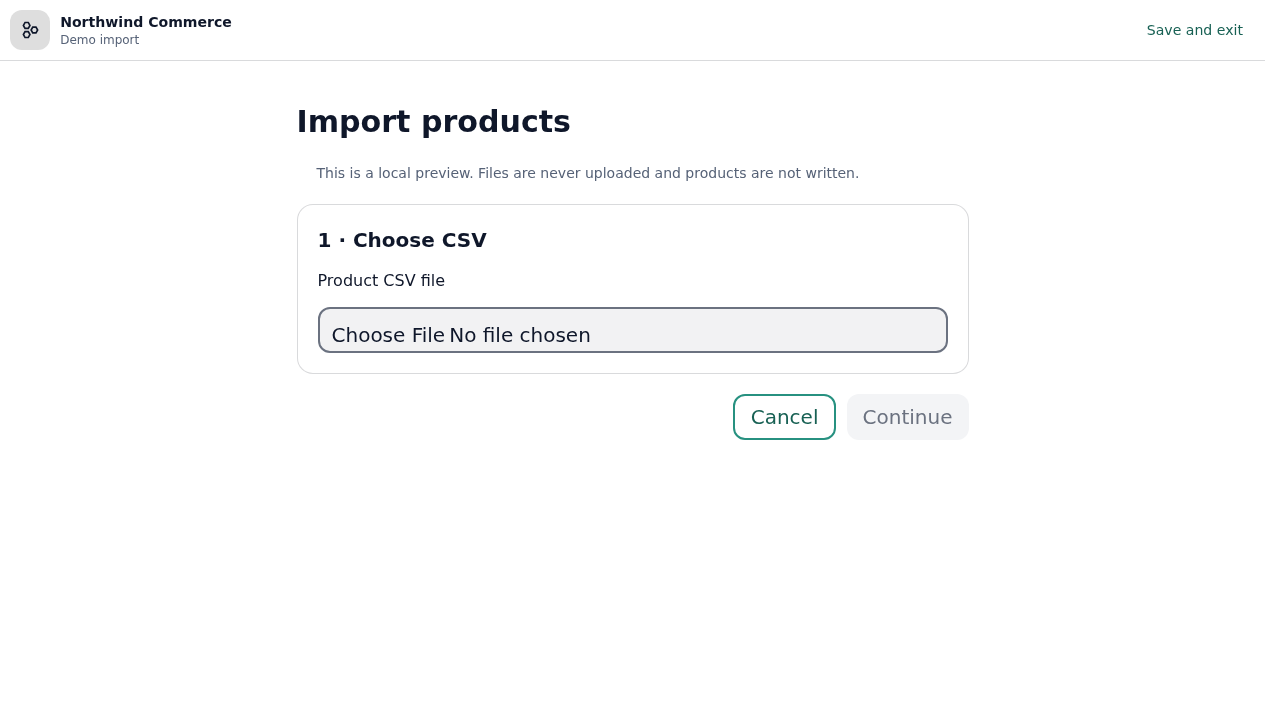 Northwind Commerce
Demo import
Save and exit
Import products
This is a local preview. Files are never uploaded and products are not written.
1 · Choose CSV
Product CSV file
Choose File No file chosen
Cancel
Continue